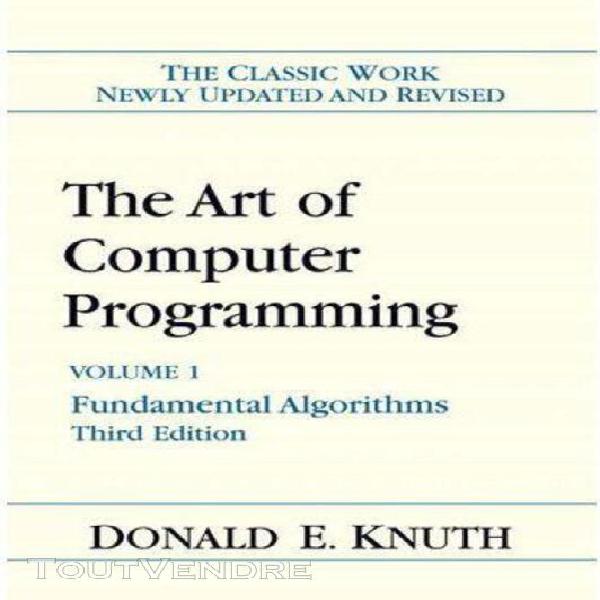 THE CLASSIC WORK
NEWLY UPDATED AND REVISED
The Art of
Computer
Programming
VOLUME 1
Fundamental Algorithms
Third Edition
DONALD E. KNUTH
TOUTVENDRE